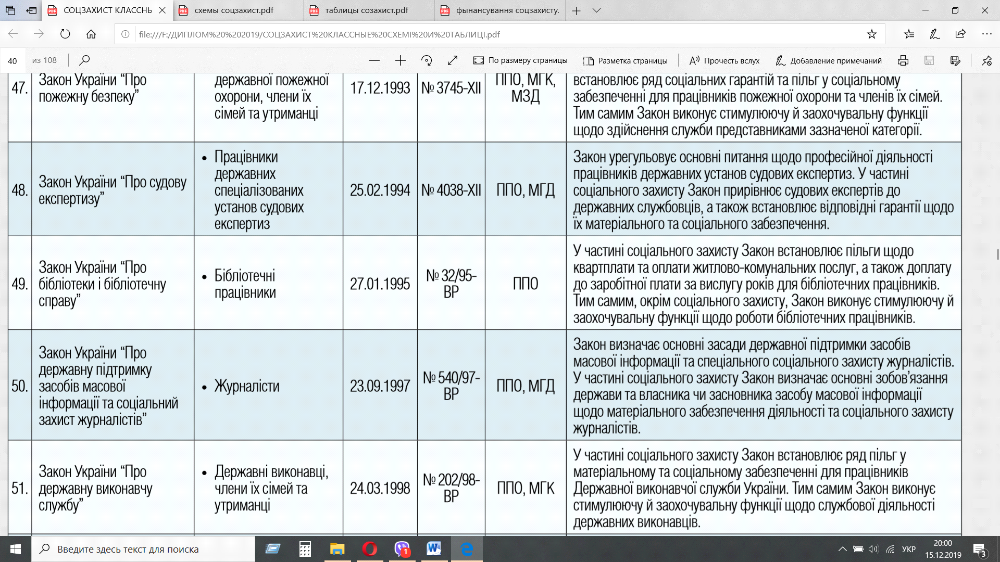 СОЦЗАХИСТ КЛАССНЬ
схемы соцзахист.pdf
таблицы созахист.pdf
фынансування соцзахисту.
file:///F:/ДИПЛОМ%20%202019/СОЦЗАХИСТ%20КЛАССНЫЕ%20СХЕМІ%20И%20ТАБЛИЦІ.pdf
40 из 108
По размеру страницы
Разметка страницы
Прочесть вслух
Добавление примечаний
47.
Закон України “Про
пожежну безпеку”
державної пожежної
охорони, члени їх
сімей та утриманці
17.12.1993
№ 3745-XII
ППО, МГК,
МЗД
встановлює ряд соціальних гарантій та пільг у соціальному
забезпеченні для працівників пожежної охорони та членів їх сімей.
Тим самим Закон виконує стимулюючу й заохочувальну функції
щодо здійснення служби представниками зазначеної категорії.
48.
Закон України “Про судову
експертизу”
• Працівники
державних
спеціалізованих
установ судових
експертиз
25.02.1994
№ 4038-XII
ППО, МГД
Закон урегульовує основні питання щодо професійної діяльності
працівників державних установ судових експертиз. У частині
соціального захисту Закон прирівнює судових експертів до
державних службовців, а також встановлює відповідні гарантії щодо
їх матеріального та соціального забезпечення.
49.
Закон України “Про
бібліотеки і бібліотечну
справу”
• Бібліотечні
працівники
27.01.1995
№ 32/95-
ВР
ППО
У частині соціального захисту Закон встановлює пільги щодо
квартплати та оплати житлово-комунальних послуг, а також доплату
до заробітної плати за вислугу років для бібліотечних працівників.
Тим самим, окрім соціального захисту, Закон виконує стимулюючу й
заохочувальну функції щодо роботи бібліотечних працівників.
50.
Закон України “Про
державну підтримку
засобів масової
інформації та соціальний
захист журналістів”
• Журналісти
23.09.1997
№ 540/97-
ВР
ППО, МГД
Закон визначає основні засади державної підтримки засобів
масової інформації та спеціального соціального захисту журналістів.
У частині соціального захисту Закон визначає основні зобов’язання
держави та власника чи засновника засобу масової інформації
щодо матеріального забезпечення діяльності та соціального захисту
журналістів.
51.
Закон України “Про
державну виконавчу
службу”
• Державні виконавці,
члени їх сімей та
утриманці
24.03.1998
№ 202/98-
ВР
ППО, МГК
У частині соціального захисту Закон встановлює ряд пільг у
матеріальному та соціальному забезпеченні для працівників
Державної виконавчої служби України. Тим самим Закон виконує
стимулюючу й заохочувальну функції щодо службової діяльності
державних виконавців.
Введите здесь текст для поиска
1
УКР
20:00
15.12.2019
3